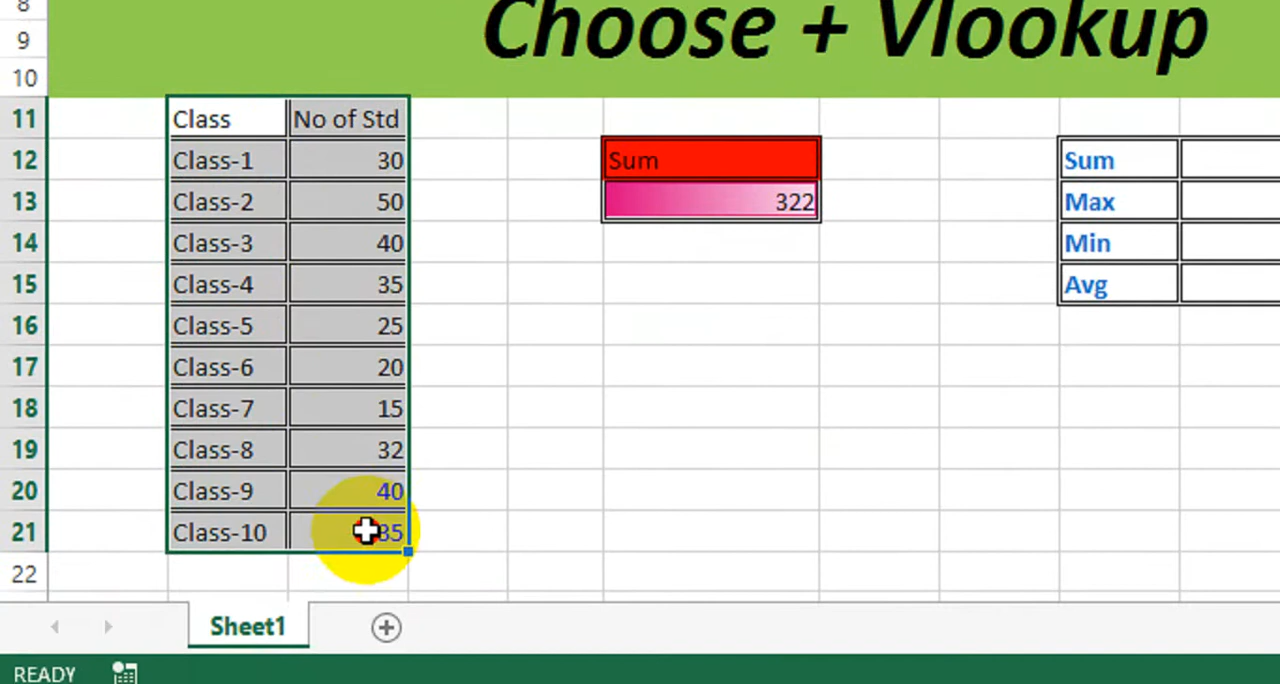 8
9
Choose + Vlookup
10
11 Class No of Std
12 Class-1 30 Sum Sum
13 Class-2 50 322 Max
14 Class-3 40 Min
15 Class-4 35 Avg
16 Class-5 25
17 Class-6 20
18 Class-7 15
19 Class-8 32
20 Class-9 40
21 Class-10 35
22
Sheet1
READY